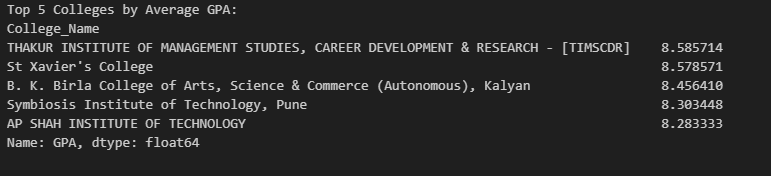 Top 5 Colleges by Average GPA:
College_Name
THAKUR INSTITUTE OF MANAGEMENT STUDIES, CAREER DEVELOPMENT & RESEARCH - [TIMSCDR]    8.585714
St Xavier's College    8.578571
B. K. Birla College of Arts, Science & Commerce (Autonomous), Kalyan    8.456410
Symbiosis Institute of Technology, Pune    8.303448
AP SHAH INSTITUTE OF TECHNOLOGY    8.283333
Name: GPA, dtype: float64